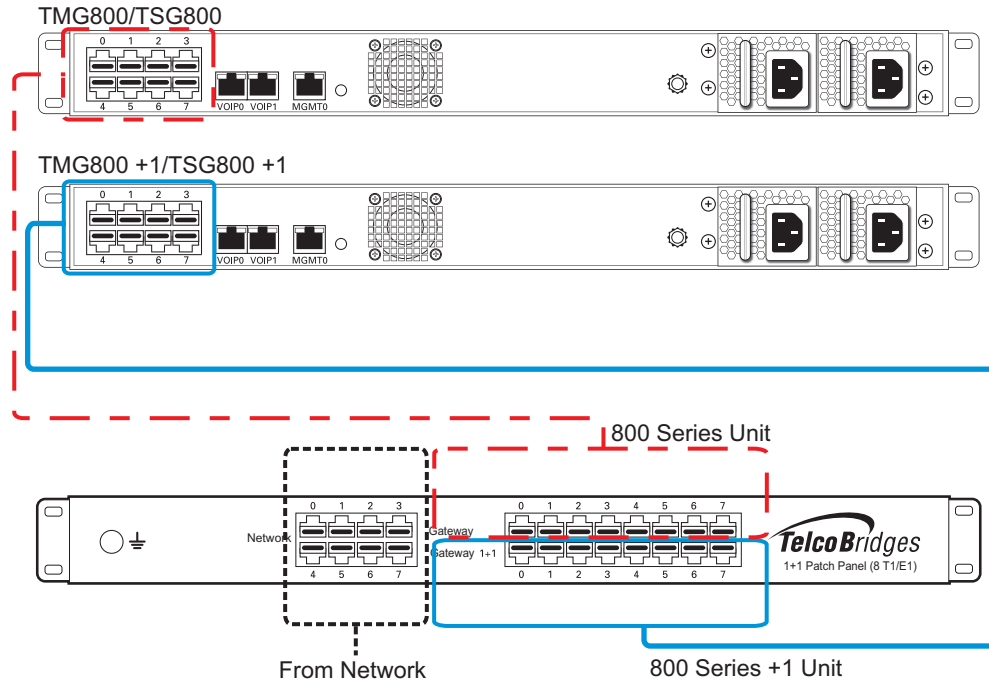 TMG800/TSG800
0 1 2 3
4 5 6 7
VOIP0 VOIP1 MGMT0
TMG800 +1/TSG800 +1
0 1 2 3
4 5 6 7
VOIP0 VOIP1 MGMT0
800 Series Unit
0 1 2 3
0 1 2 3 4 5 6 7
Network
Gateway
Gateway 1+1
TelcoBridges
1+1 Patch Panel (8 T1/E1)
4 5 6 7
0 1 2 3 4 5 6 7
From Network
800 Series +1 Unit